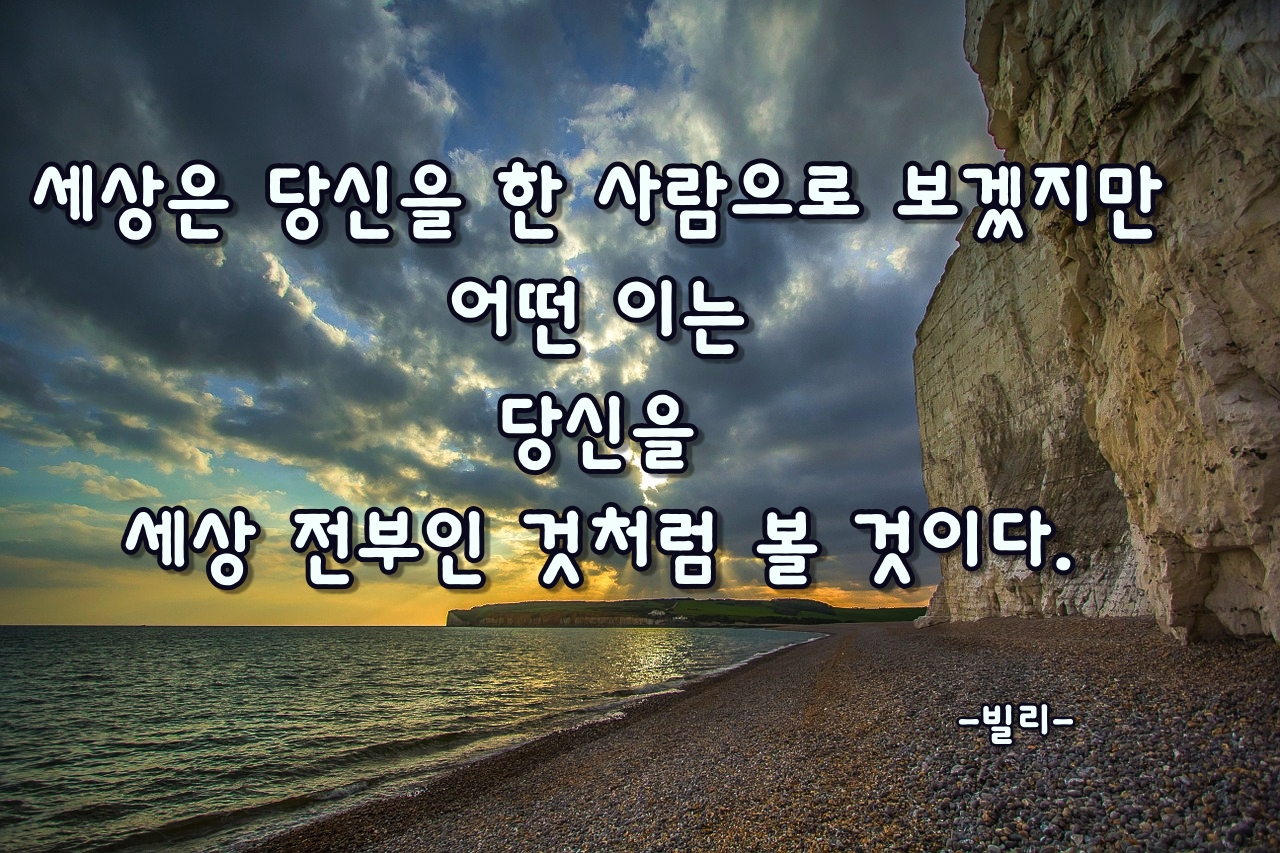 세상은 당신을 한 사람으로 보겠지만
어떤 이는
당신을
세상 전부인 것처럼 볼 것이다.
-빌리-